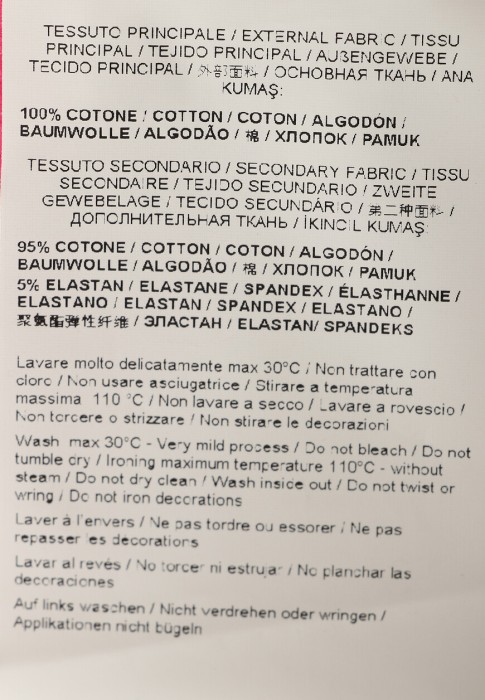 TESSUTO PRINCIPALE / EXTERNAL FABRIC / TISSU
PRINCIPAL / TEJIDO PRINCIPAL / AUßENGEWEBE /
TECIDO PRINCIPAL / 外部面料 / ОСНОВНАЯ ТКАНЬ / ANA
KUMAŞ:
100% COTONE / COTTON / COTON / ALGODÓN /
BAUMWOLLE / ALGODÃO / 棉 / ХЛОПОК / PAMUK
TESSUTO SECONDARIO / SECONDARY FABRIC / TISSU
SECONDAIRE / TEJIDO SECUNDARIO / ZWEITE
GEWEBELAGE / TECIDO SECUNDÁRIO / 第二种面料 /
ДОПОЛНИТЕЛЬНАЯ ТКАНЬ / İKINCIL KUMAŞ:
95% COTONE / COTTON / COTON / ALGODÓN /
BAUMWOLLE / ALGODÃO / 棉 / ХЛОПОК / PAMUK
5% ELASTAN / ELASTANE / SPANDEX / ÉLASTHANNE /
ELASTANO / ELASTAN / SPANDEX / ELASTANO /
聚氨酯弹性纤维 / ЭЛАСТАН / ELASTAN/ SPANDEKS
Lavare molto delicatamente max 30°C / Non trattare con
cloro / Non usare asciugatrice / Stirare a temperatura
massima 110 °C / Non lavare a secco / Lavare a rovescio /
Non torcere o strizzare / Non stirare le decorazioni
Wash max 30°C - Very mild process / Do not bleach / Do not
tumble dry / Ironing maximum temperature 110°C - without
steam / Do not dry clean / Wash inside out / Do not twist or
wring / Do not iron decorations
Laver à l'envers / Ne pas tordre ou essorer / Ne pas
repasser les decorations
Lavar al revés / No torcer ni estrujar / No planchar las
decoraciones
Auf links waschen / Nicht verdrehen oder wringen /
Applikationen nicht bügeln